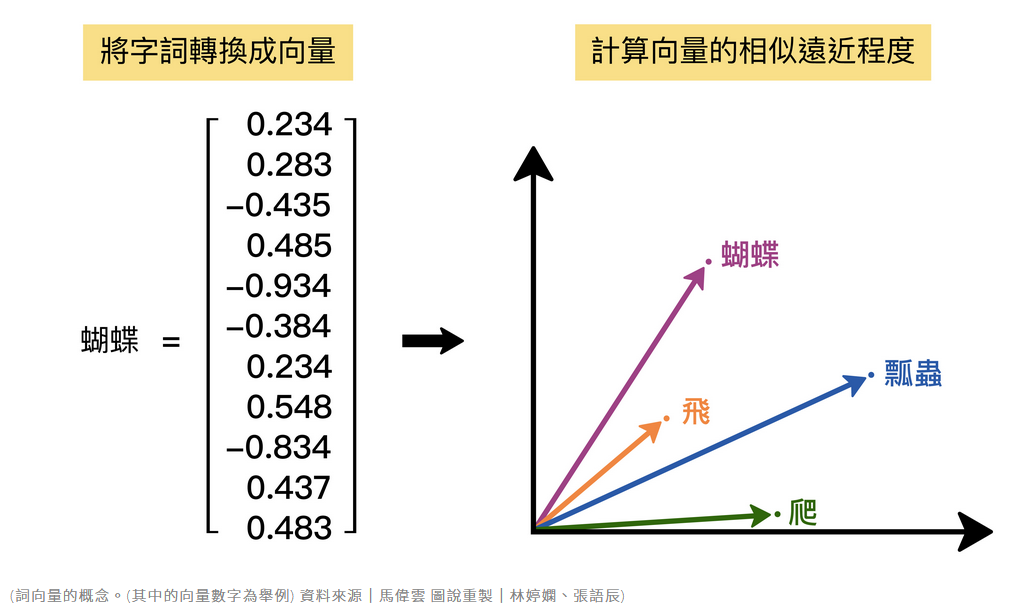 將字詞轉換成向量
計算向量的相似遠近程度
蝴蝶 =
0.234
0.283
−0.435
0.485
−0.934
−0.384
0.234
0.548
−0.834
0.437
0.483
蝴蝶
瓢蟲
飛
爬
(詞向量的概念。(其中的向量數字為舉例) 資料來源｜馬偉雲 圖說重製｜林婷嫻、張語辰)